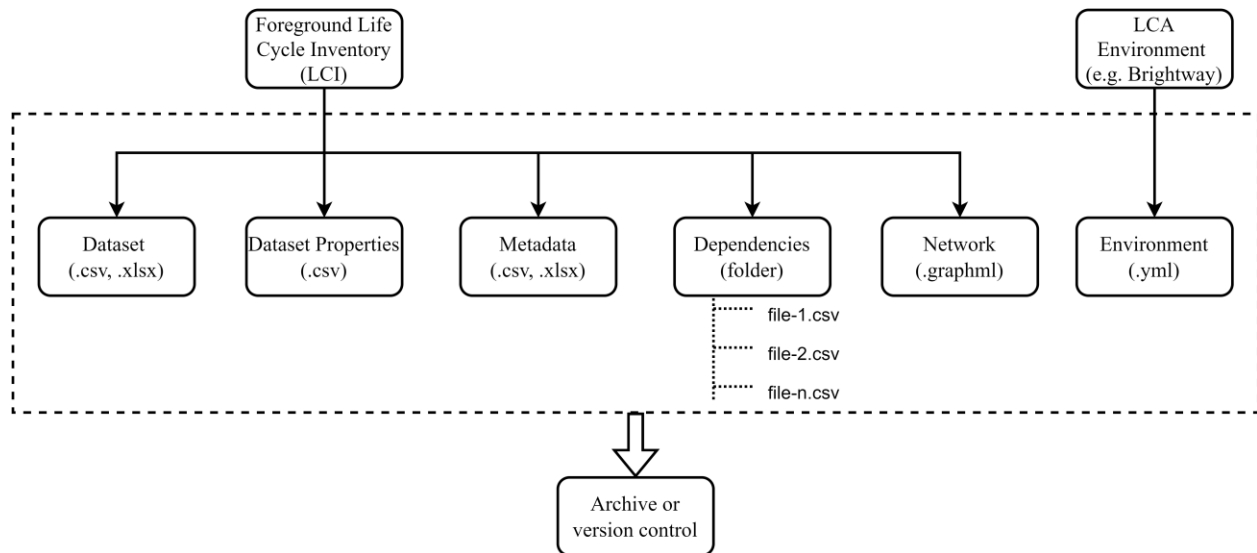 Foreground Life
Cycle Inventory
(LCI)
LCA
Environment
(e.g. Brightway)
Dataset
(.csv, .xlsx)
Dataset Properties
(.csv)
Metadata
(.csv, .xlsx)
Dependencies
(folder)
Network
(.graphml)
Environment
(.yml)
file-1.csv
file-2.csv
file-n.csv
Archive or
version control